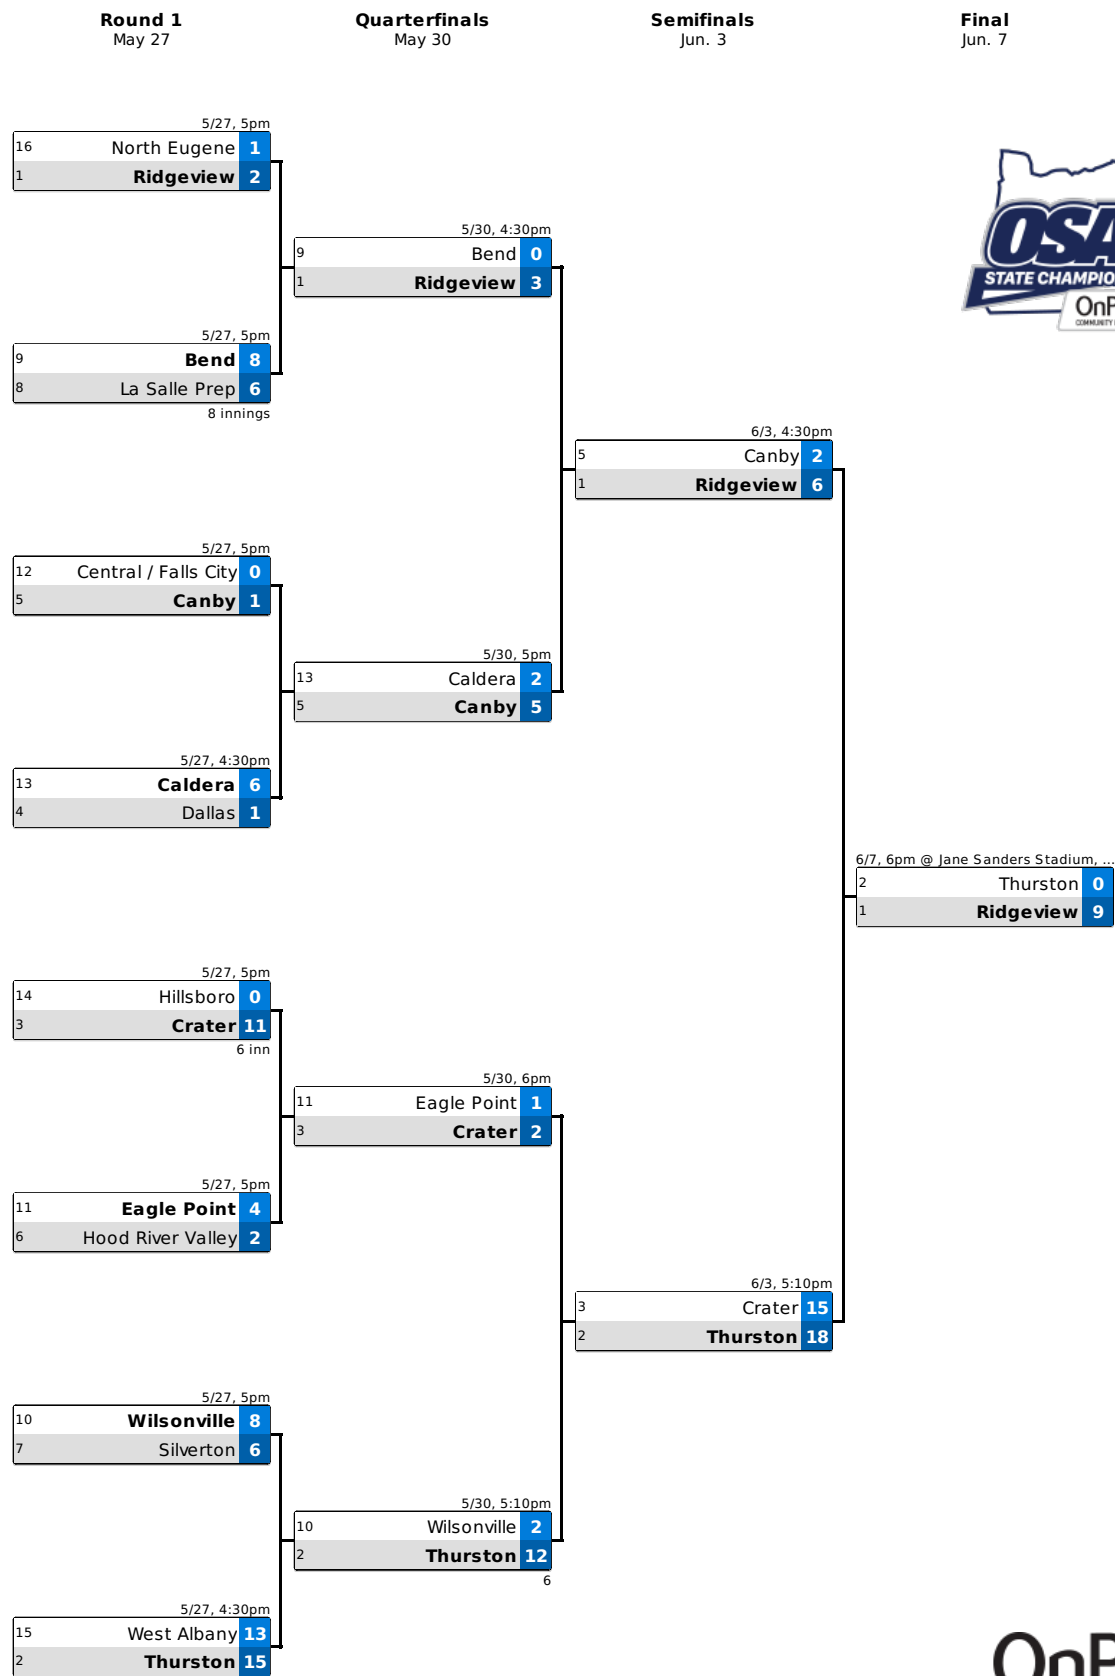 Round 1
May 27
Quarterfinals
May 30
Semifinals
Jun. 3
Final
Jun. 7
5/27, 5pm
16 North Eugene 1
1 Ridgeview 2
5/30, 4:30pm
9 Bend 0
1 Ridgeview 3
5/27, 5pm
9 Bend 8
8 La Salle Prep 6
8 innings
6/3, 4:30pm
5 Canby 2
1 Ridgeview 6
5/27, 5pm
12 Central / Falls City 0
5 Canby 1
5/30, 5pm
13 Caldera 2
5 Canby 5
5/27, 4:30pm
13 Caldera 6
4 Dallas 1
6/7, 6pm @ Jane Sanders Stadium, ...
2 Thurston 0
1 Ridgeview 9
5/27, 5pm
14 Hillsboro 0
3 Crater 11
6 inn
5/30, 6pm
11 Eagle Point 1
3 Crater 2
5/27, 5pm
11 Eagle Point 4
6 Hood River Valley 2
6/3, 5:10pm
3 Crater 15
2 Thurston 18
5/27, 5pm
10 Wilsonville 8
7 Silverton 6
5/30, 5:10pm
10 Wilsonville 2
2 Thurston 12
6
5/27, 4:30pm
15 West Albany 13
2 Thurston 15
OSA
STATE CHAMPIO
OnP
COMMUNITY
OnP